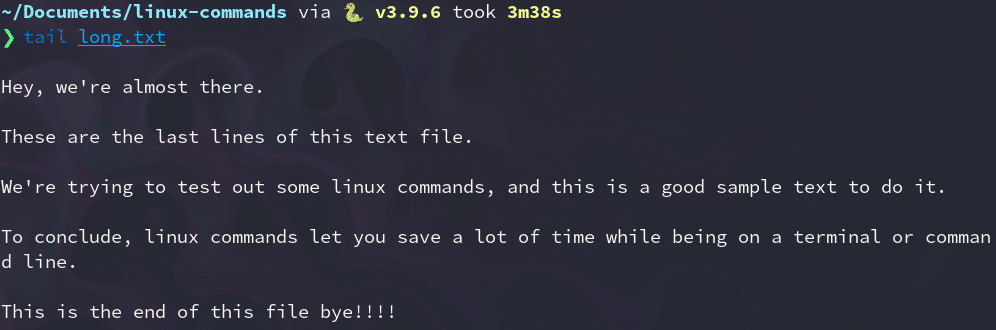 ~/Documents/linux-commands via 🐍 v3.9.6 took 3m38s
❯ tail long.txt
Hey, we're almost there.
These are the last lines of this text file.
We're trying to test out some linux commands, and this is a good sample text to do it.
To conclude, linux commands let you save a lot of time while being on a terminal or comman
d line.
This is the end of this file bye!!!!